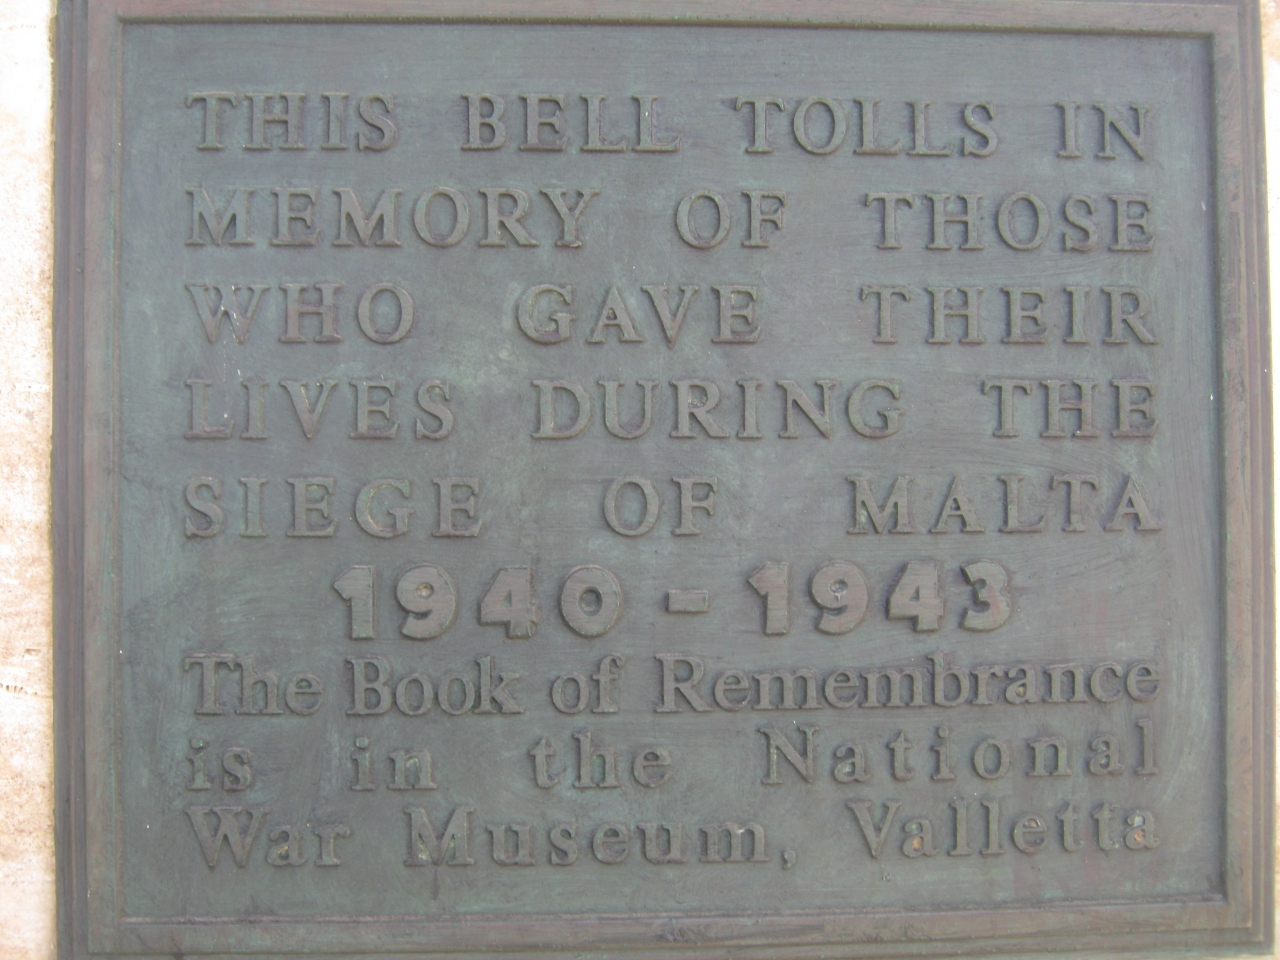 THIS BELL TOLLS IN
MEMORY OF THOSE
WHO GAVE THEIR
LIVES DURING THE
SIEGE OF MALTA
1940 - 1943
The Book of Remembrance
is in the National
War Museum, Valletta